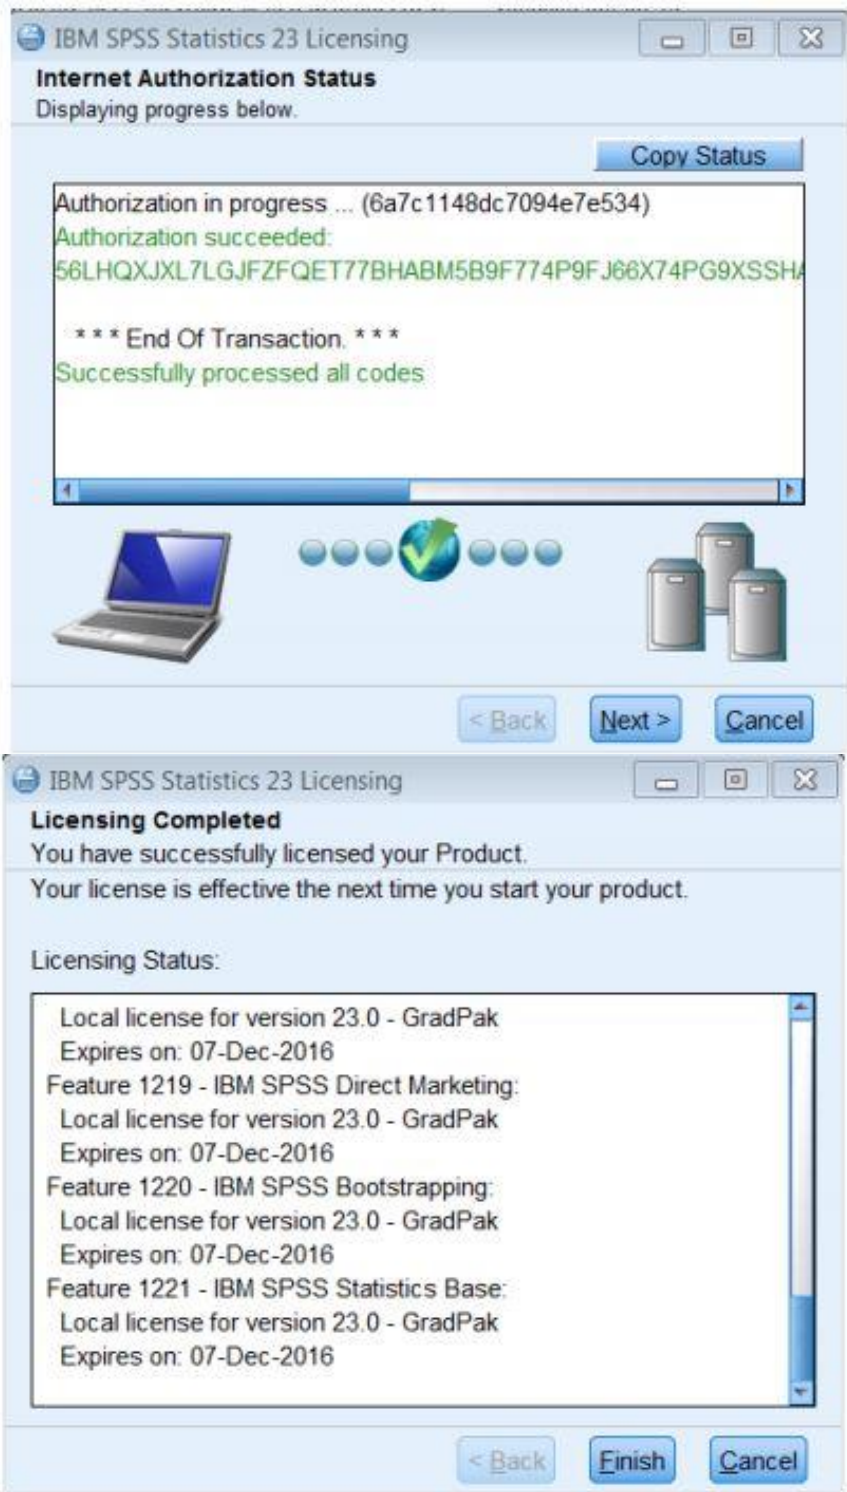 IBM SPSS Statistics 23 Licensing
Internet Authorization Status
Displaying progress below.
Copy Status
Authorization in progress ... (6a7c1148dc7094e7e534)
Authorization succeeded:
56LHQXJXL7LGJFZFQET77BHABM5B9F774P9FJ66X74PG9XSSHA
* * * End Of Transaction. * * *
Successfully processed all codes
< Back Next > Cancel
IBM SPSS Statistics 23 Licensing
Licensing Completed
You have successfully licensed your Product.
Your license is effective the next time you start your product.
Licensing Status:
Local license for version 23.0 - GradPak
Expires on: 07-Dec-2016
Feature 1219 - IBM SPSS Direct Marketing:
Local license for version 23.0 - GradPak
Expires on: 07-Dec-2016
Feature 1220 - IBM SPSS Bootstrapping:
Local license for version 23.0 - GradPak
Expires on: 07-Dec-2016
Feature 1221 - IBM SPSS Statistics Base:
Local license for version 23.0 - GradPak
Expires on: 07-Dec-2016
< Back Finish Cancel